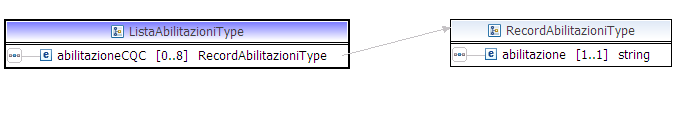 ListaAbilitazioniType
abilitazioneCQC [0..8] RecordAbilitazioniType
RecordAbilitazioniType
abilitazione [1..1] string